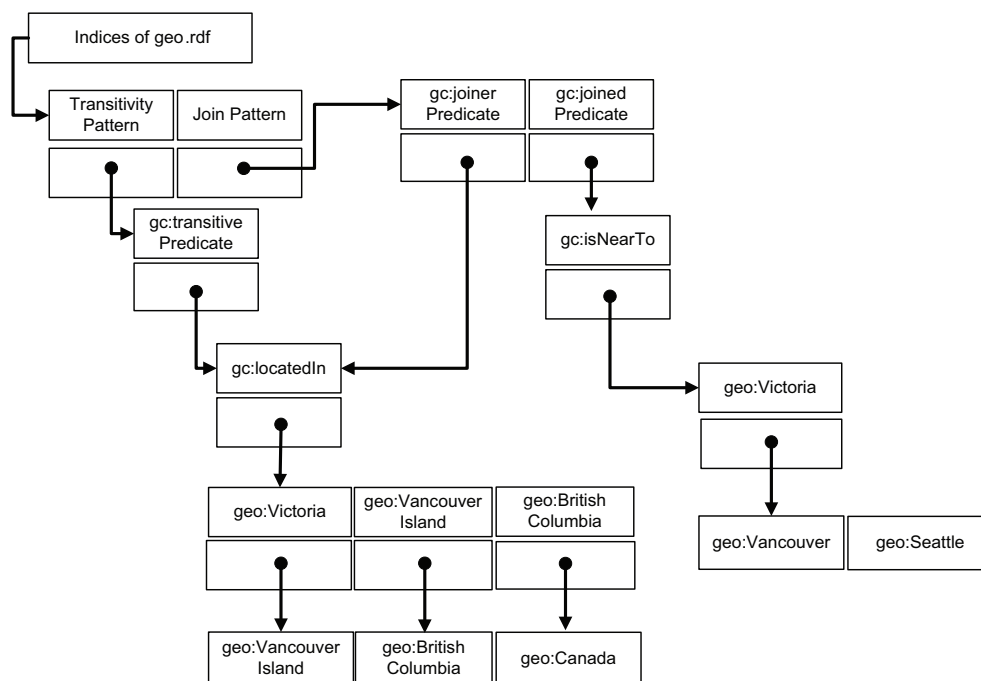 Indices of geo.rdf
Transitivity
Pattern
Join Pattern
gc:joiner
Predicate
gc:joined
Predicate
gc:transitive
Predicate
gc:isNearTo
gc:locatedIn
geo:Victoria
geo:Victoria
geo:Vancouver
Island
geo:British
Columbia
geo:Vancouver
geo:Seattle
geo:Vancouver
Island
geo:British
Columbia
geo:Canada